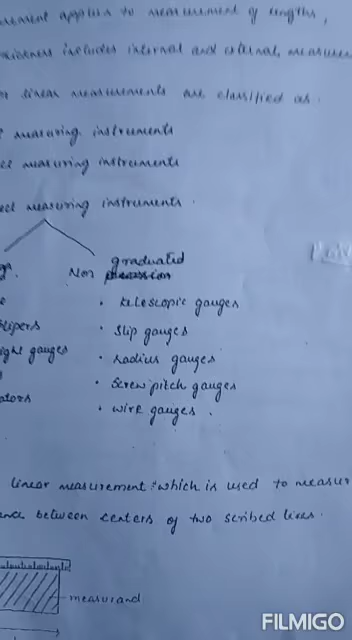 applies to measurement of lengths,
includes internal and external
linear measurements are classified as.
measuring instruments
measuring instruments
measuring instruments.
graduated
Non
• telescopic gauges
• slip gauges
gauges
• radius gauges
• screw pitch gauges
• wire gauges.
linear measurement :- which is used to
between centers of two scribed lines.
measurand
FILMIGO